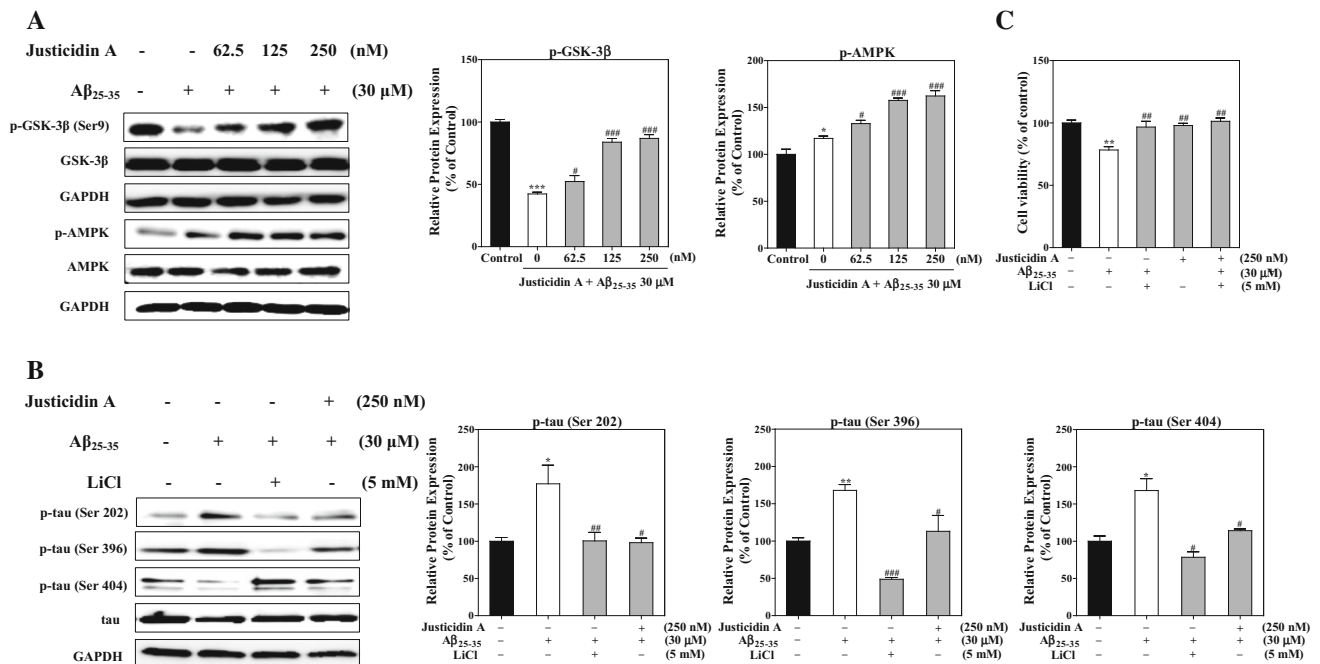 A
Justicidin A - - 62.5 125 250 (nM)
Aβ25-35 - + + + + (30 μM)
p-GSK-3β (Ser9)
GSK-3β
GAPDH
p-AMPK
AMPK
GAPDH
p-GSK-3β
Relative Protein Expression
(% of Control)
150
100
50
0
***
#
###
###
Control 0 62.5 125 250 (nM)
Justicidin A + Aβ25-35 30 μM
p-AMPK
Relative Protein Expression
(% of Control)
200
150
100
50
0
*
#
###
###
Control 0 62.5 125 250 (nM)
Justicidin A + Aβ25-35 30 μM
C
Cell viability (% of control)
150
100
50
0
**
##
##
##
Justicidin A – – – + + (250 nM)
Aβ25-35 – + + – + (30 μM)
LiCl – – + – + (5 mM)
B
Justicidin A - - - + (250 nM)
Aβ25-35 - + + + (30 μM)
LiCl - - + - (5 mM)
p-tau (Ser 202)
p-tau (Ser 396)
p-tau (Ser 404)
tau
GAPDH
p-tau (Ser 202)
Relative Protein Expression
(% of Control)
250
200
150
100
50
0
*
##
#
Justicidin A – – – + (250 nM)
Aβ25-35 – + + + (30 μM)
LiCl – – + – (5 mM)
p-tau (Ser 396)
Relative Protein Expression
(% of Control)
250
200
150
100
50
0
**
###
#
Justicidin A – – – + (250 nM)
Aβ25-35 – + + + (30 μM)
LiCl – – + – (5 mM)
p-tau (Ser 404)
Relative Protein Expression
(% of Control)
250
200
150
100
50
0
*
#
#
Justicidin A – – – + (250 nM)
Aβ25-35 – + + + (30 μM)
LiCl – – + – (5 mM)